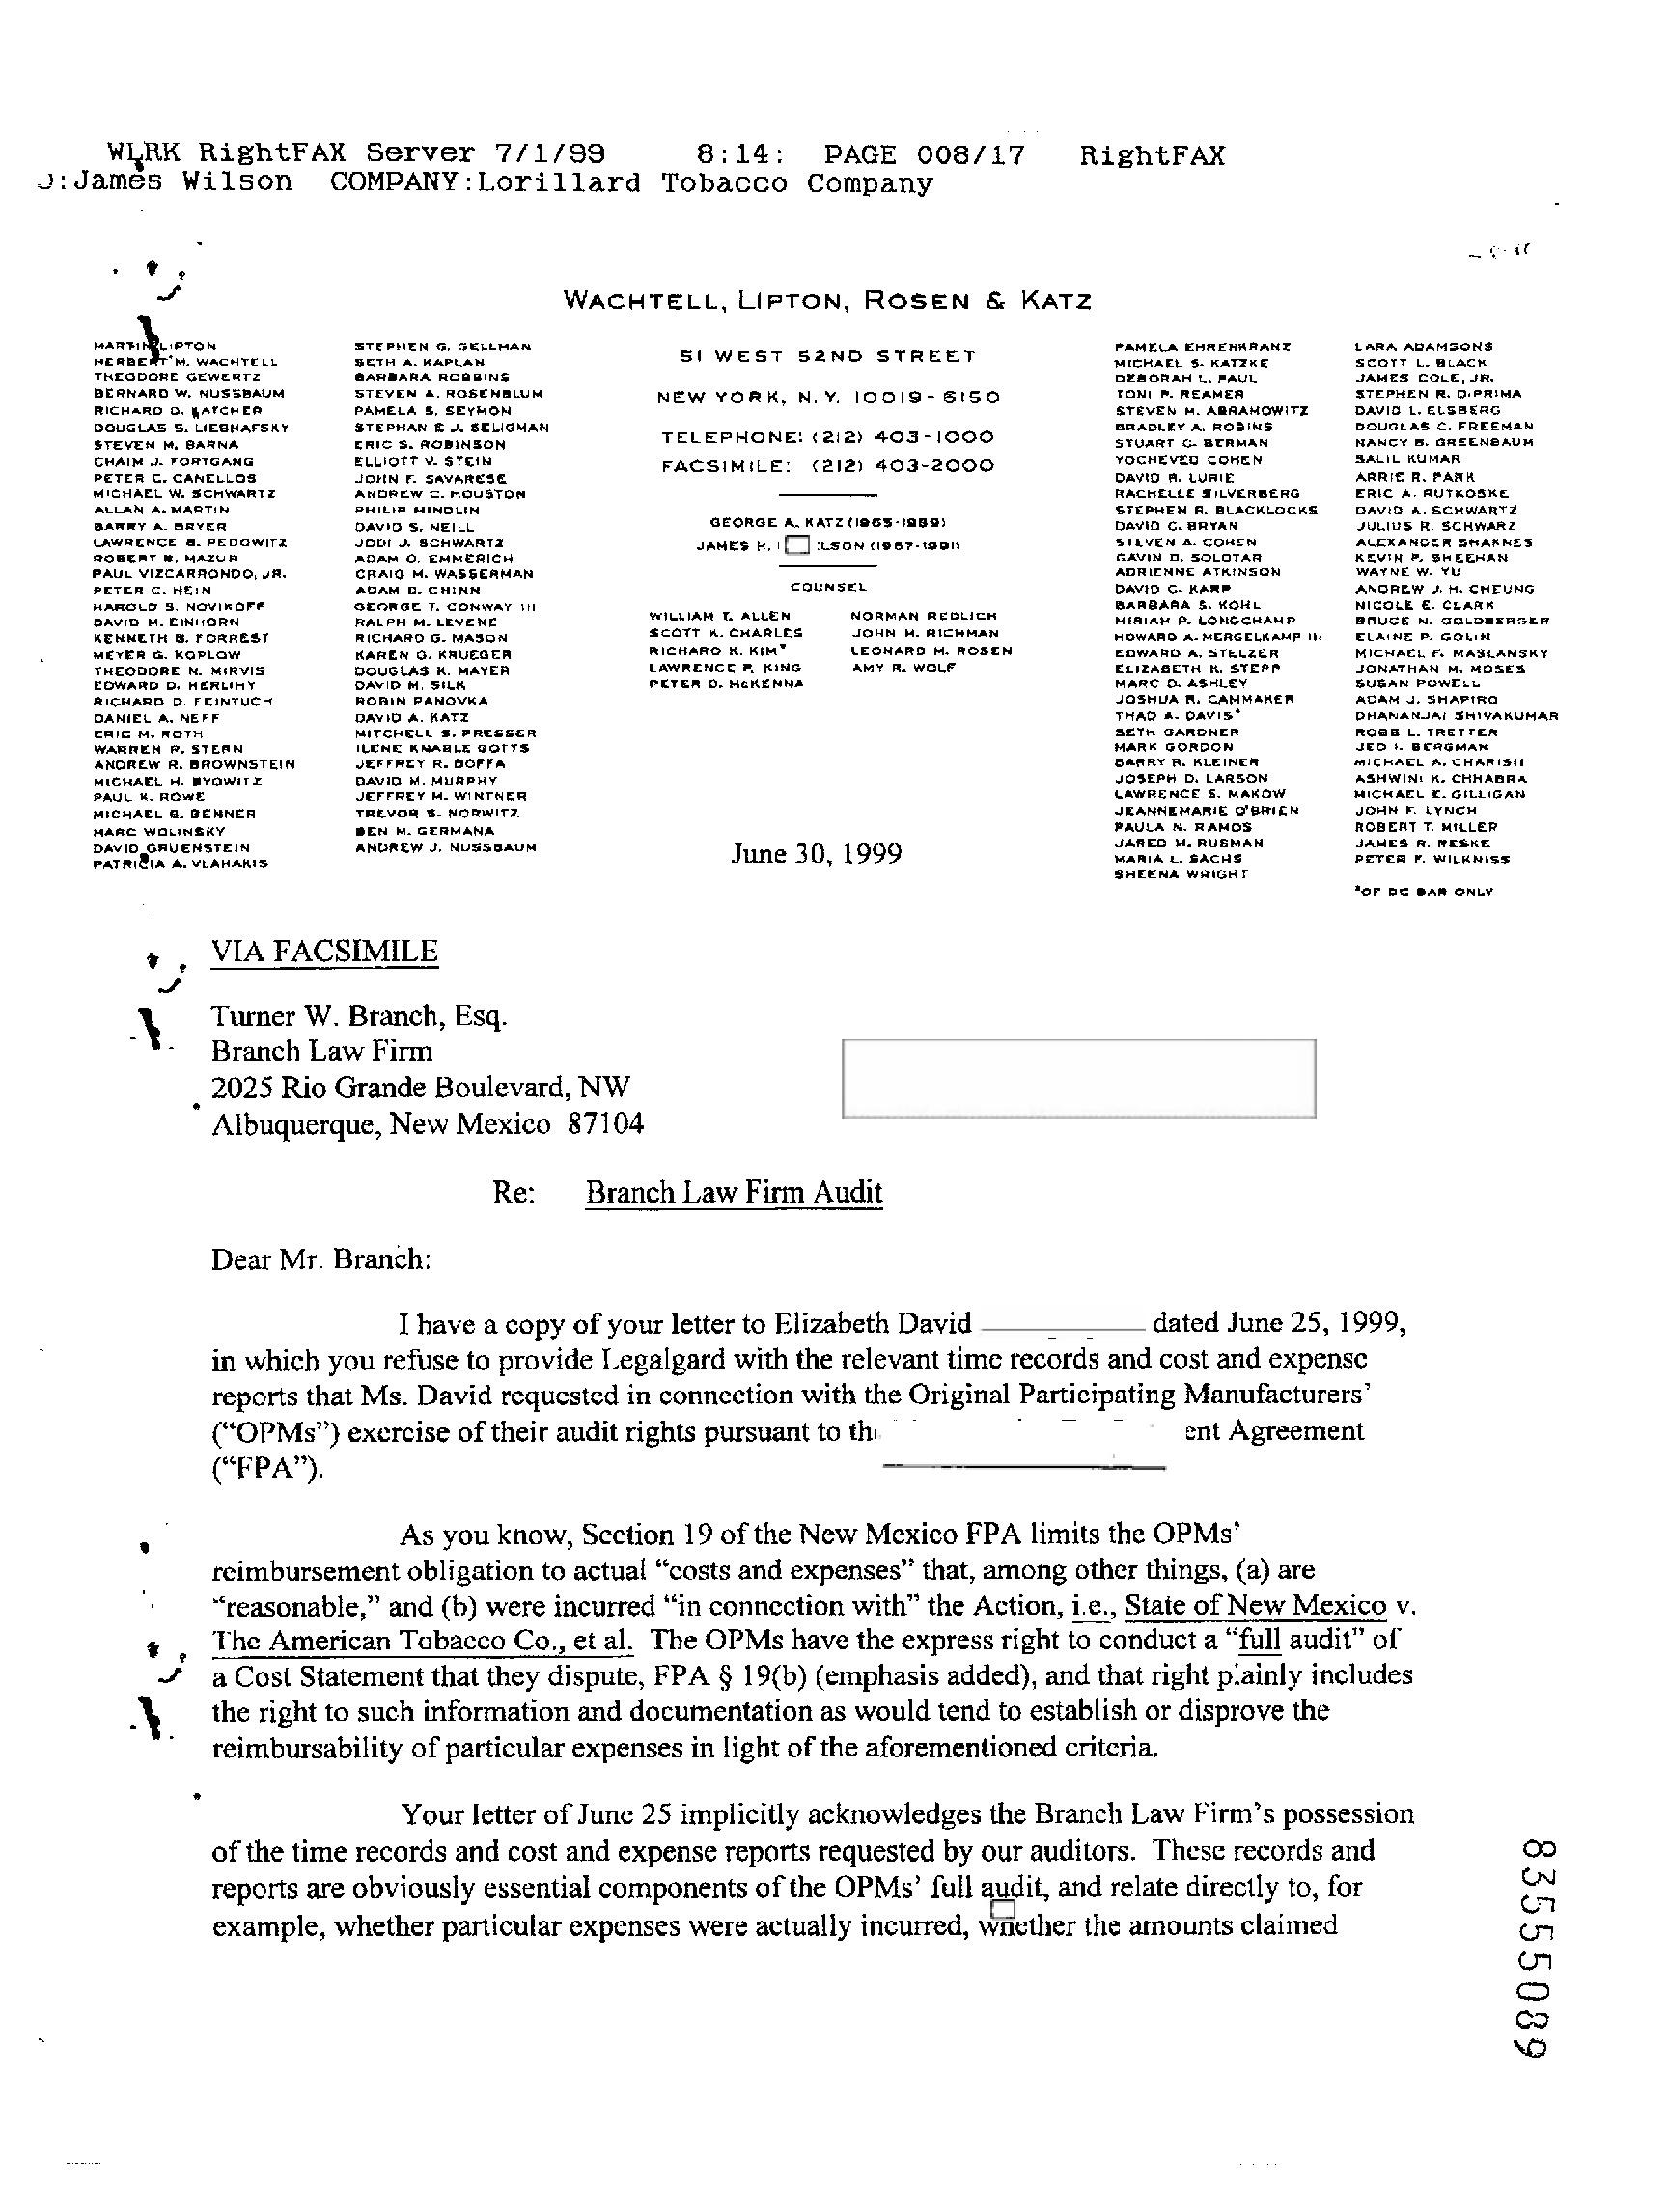 WLRK RightFAX Server 7/1/99 8:14: PAGE 008/17 RightFAX
:James Wilson COMPANY:Lorillard Tobacco Company
WACHTELL, LIPTON, ROSEN & KATZ
MARTIN LIPTON
HERBERT M. WACHTELL
THEODORE GEWERTZ
BERNARD W. NUSSBAUM
RICHARD D. KATCHER
DOUGLAS S. LIEBHAFSKY
STEVEN M. BARNA
CHAIM J. FORTGANG
PETER C. CANELLOS
MICHAEL W. SCHWARTZ
ALLAN A. MARTIN
BARRY A. BRYER
LAWRENCE B. PEDOWITZ
ROBERT B. MAZUR
PAUL VIZCARRONDO, JR.
PETER C. HEIN
HAROLD S. NOVIKOFF
DAVID M. EINHORN
KENNETH B. FORREST
MEYER G. KOPLOW
THEODORE N. MIRVIS
EDWARD D. HERLIHY
RICHARD D. FEINTUCH
DANIEL A. NEFF
ERIC M. ROTH
WARREN R. STERN
ANDREW R. BROWNSTEIN
MICHAEL H. BYOWITZ
PAUL K. ROWE
MICHAEL B. BENNER
MARC WOLINSKY
DAVID GRUENSTEIN
PATRICIA A. VLAHAKIS
STEPHEN G. GELLMAN
SETH A. KAPLAN
BARBARA ROBBINS
STEVEN A. ROSENBLUM
PAMELA S. SEYMON
STEPHANIE J. SELIGMAN
ERIC S. ROBINSON
ELLIOTT V. STEIN
JOHN F. SAVARESE
ANDREW C. HOUSTON
PHILIP MINDLIN
DAVID S. NEILL
JODI J. SCHWARTZ
ADAM O. EMMERICH
CRAIG M. WASSERMAN
ADAM D. CHINN
GEORGE T. CONWAY III
RALPH M. LEVENE
RICHARD G. MASON
KAREN G. KRUEGER
DOUGLAS K. MAYER
DAVID M. SILK
ROBIN PANOVKA
DAVID A. KATZ
MITCHELL S. PRESSER
ILENE KNABLE GOTTS
JEFFREY R. BOFFA
DAVID M. MURPHY
JEFFREY M. WINTNER
TREVOR S. NORWITZ
BEN M. GERMANA
ANDREW J. NUSSBAUM
51 WEST 52ND STREET
NEW YORK, N.Y. 10019-6150
TELEPHONE: (212) 403-1000
FACSIMILE: (212) 403-2000
GEORGE A. KATZ (1965-1989)
JAMES H. (1967-1991)
COUNSEL
WILLIAM T. ALLEN
SCOTT K. CHARLES
RICHARD K. KIM*
LAWRENCE P. KING
PETER D. McKENNA
NORMAN REDLICH
JOHN M. RICHMAN
LEONARD M. ROSEN
AMY R. WOLF
June 30, 1999
PAMELA EHRENKRANZ
MICHAEL S. KATZKE
DEBORAH L. PAUL
TONI P. REAMER
STEVEN M. ABRAMOWITZ
BRADLEY A. ROBINS
STUART C. BERMAN
YOCHEVED COHEN
DAVID B. LURIE
RACHELLE SILVERBERG
STEPHEN R. BLACKLOCKS
DAVID C. BRYAN
STEVEN A. COHEN
GAVIN D. SOLOTAR
ADRIENNE ATKINSON
DAVID C. KARP
BARBARA S. KOHL
MIRIAM P. LONGCHAMP
HOWARD A. MERGELKAMP III
EDWARD A. STELZER
ELIZABETH K. STEPP
MARC D. ASHLEY
JOSHUA R. CAMMAKER
THAD A. DAVIS*
SETH GARDNER
MARK GORDON
BARRY R. KLEINER
JOSEPH D. LARSON
LAWRENCE S. MAKOW
JEANNEMARIE O'BRIEN
PAULA N. RAMOS
JARED M. RUSMAN
MARIA L. SACHS
SHEENA WRIGHT
LARA ADAMSONS
SCOTT L. BLACK
JAMES COLE, JR.
STEPHEN R. DiPRIMA
DAVID L. ELSBERG
DOUGLAS C. FREEMAN
NANCY B. GREENBAUM
SALIL KUMAR
ARRIE R. PARK
ERIC A. RUTKOSKE
DAVID A. SCHWARTZ
JULIUS R. SCHWARZ
ALEXANDER SHAKNES
KEVIN P. SHEEHAN
WAYNE W. YU
ANDREW J. H. CHEUNG
NICOLE E. CLARK
BRUCE N. GOLDBERGER
ELAINE P. GOLIN
MICHAEL F. MASLANSKY
JONATHAN M. MOSES
SUSAN POWELL
ADAM J. SHAPIRO
DHANANJAI SHIVAKUMAR
ROBB L. TRETTER
JED I. BERGMAN
MICHAEL A. CHARISH
ASHWINI K. CHHABRA
MICHAEL E. GILLIGAN
JOHN F. LYNCH
ROBERT T. MILLER
JAMES R. RESKE
PETER F. WILKNISS
*OF DC BAR ONLY
VIA FACSIMILE
Turner W. Branch, Esq.
Branch Law Firm
2025 Rio Grande Boulevard, NW
Albuquerque, New Mexico 87104
Re: Branch Law Firm Audit
Dear Mr. Branch:
I have a copy of your letter to Elizabeth David dated June 25, 1999,
in which you refuse to provide Legalgard with the relevant time records and cost and expense
reports that Ms. David requested in connection with the Original Participating Manufacturers'
("OPMs") exercise of their audit rights pursuant to th ent Agreement
("FPA").
As you know, Section 19 of the New Mexico FPA limits the OPMs'
reimbursement obligation to actual "costs and expenses" that, among other things, (a) are
"reasonable," and (b) were incurred "in connection with" the Action, i.e., State of New Mexico v.
The American Tobacco Co., et al. The OPMs have the express right to conduct a "full audit" of
a Cost Statement that they dispute, FPA § 19(b) (emphasis added), and that right plainly includes
the right to such information and documentation as would tend to establish or disprove the
reimbursability of particular expenses in light of the aforementioned criteria.
Your letter of June 25 implicitly acknowledges the Branch Law Firm's possession
of the time records and cost and expense reports requested by our auditors. These records and
reports are obviously essential components of the OPMs' full audit, and relate directly to, for
example, whether particular expenses were actually incurred, whether the amounts claimed
83555089